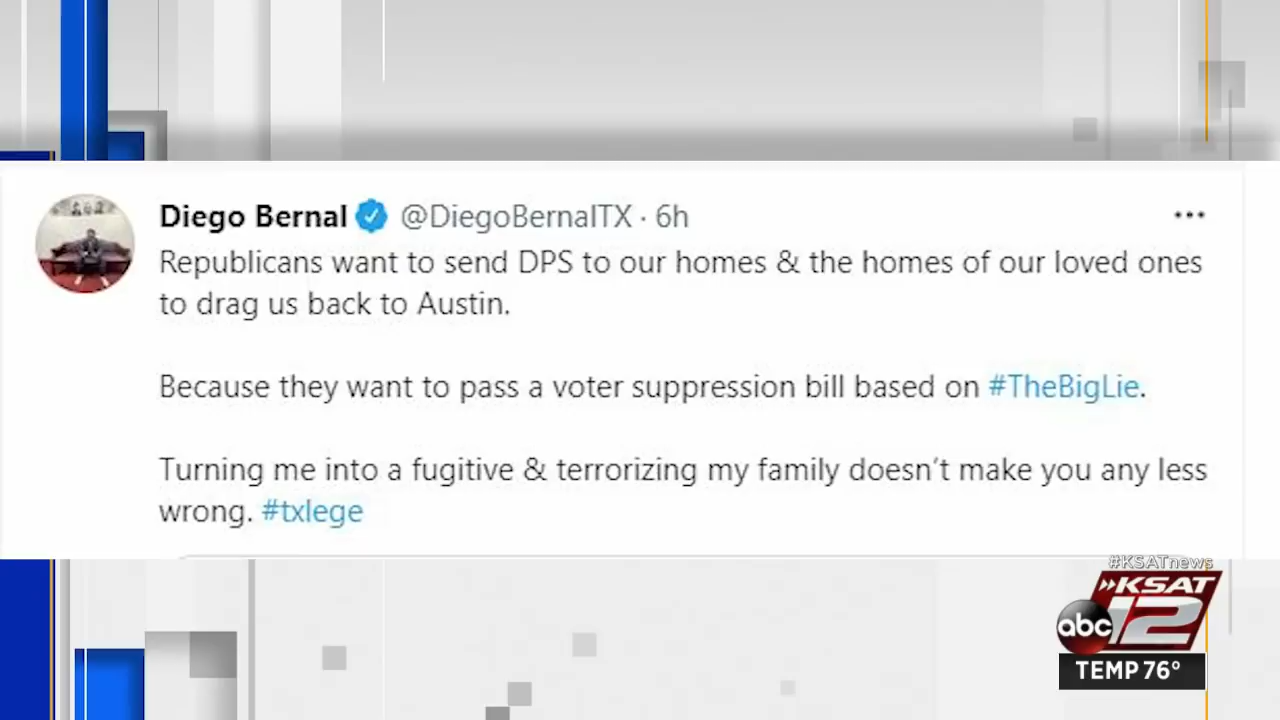 Diego Bernal @DiegoBernalTX · 6h
Republicans want to send DPS to our homes & the homes of our loved ones
to drag us back to Austin.
Because they want to pass a voter suppression bill based on #TheBigLie.
Turning me into a fugitive & terrorizing my family doesn't make you any less
wrong. #txlege
#KSATnews
KSAT
abc 12
TEMP 76°